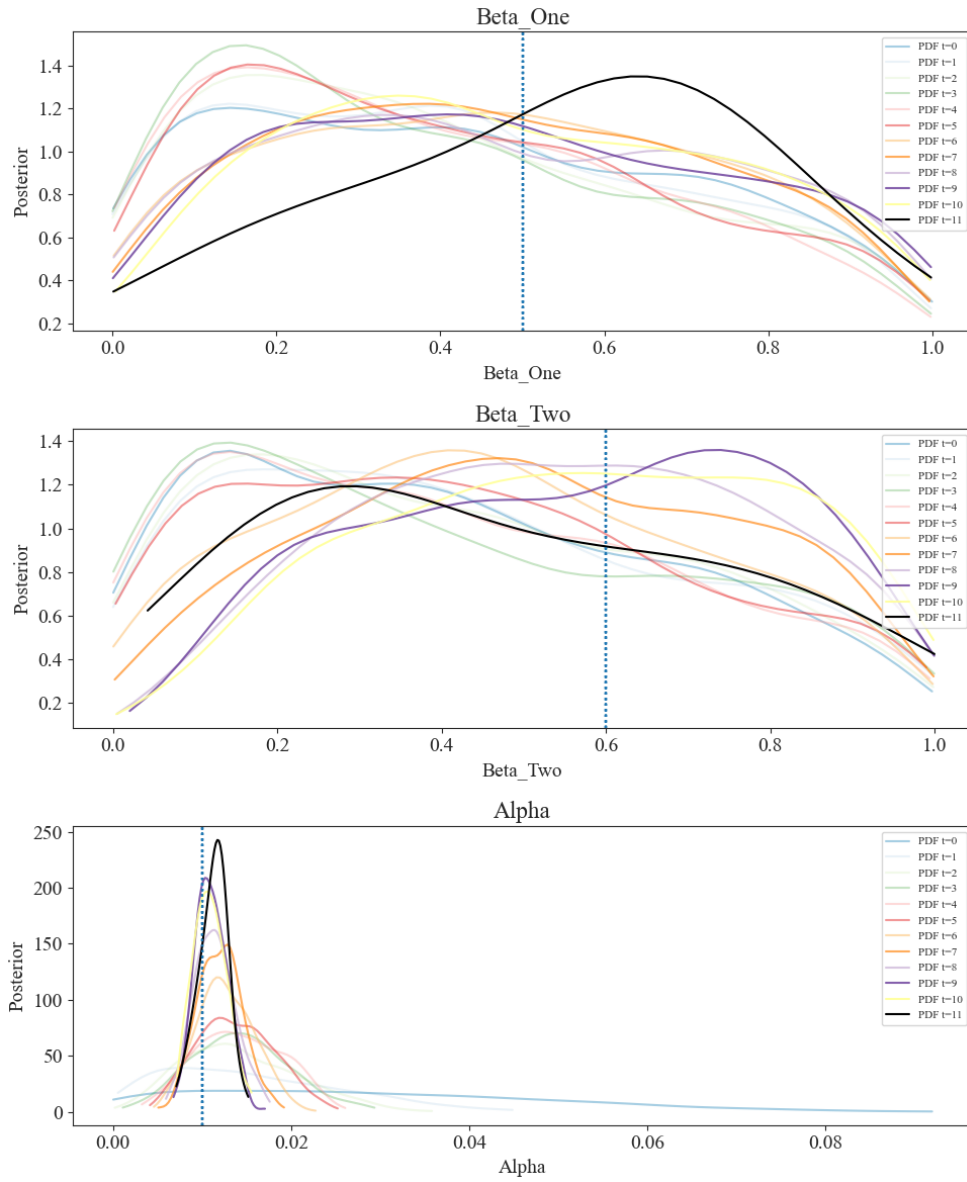 Beta_One
Posterior
1.4
1.2
1.0
0.8
0.6
0.4
0.2
PDF t=0
PDF t=1
PDF t=2
PDF t=3
PDF t=4
PDF t=5
PDF t=6
PDF t=7
PDF t=8
PDF t=9
PDF t=10
PDF t=11
0.0 0.2 0.4 0.6 0.8 1.0
Beta_One
Beta_Two
Posterior
1.4
1.2
1.0
0.8
0.6
0.4
0.2
PDF t=0
PDF t=1
PDF t=2
PDF t=3
PDF t=4
PDF t=5
PDF t=6
PDF t=7
PDF t=8
PDF t=9
PDF t=10
PDF t=11
0.0 0.2 0.4 0.6 0.8 1.0
Beta_Two
Alpha
Posterior
250
200
150
100
50
0
PDF t=0
PDF t=1
PDF t=2
PDF t=3
PDF t=4
PDF t=5
PDF t=6
PDF t=7
PDF t=8
PDF t=9
PDF t=10
PDF t=11
0.00 0.02 0.04 0.06 0.08
Alpha